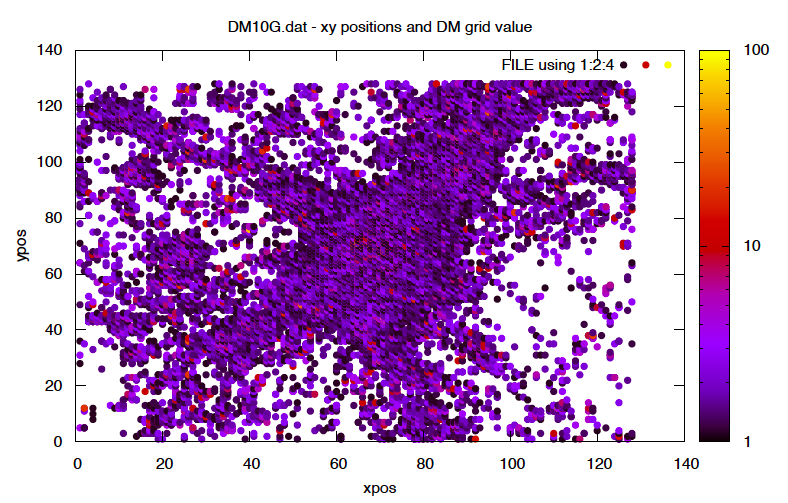 DM10G.dat - xy positions and DM grid value
FILE using 1:2:4
140
120
100
80
60
40
20
0
ypos
0 20 40 60 80 100 120 140
xpos
100
10
1